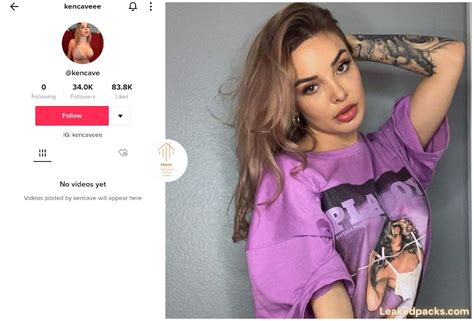 kencaveee
@kencave
0 34.0K 83.8K
Following Followers Likes
Follow
IG: kencaveee
No videos yet
Videos posted by kencave will appear here
Leakedpacks.com